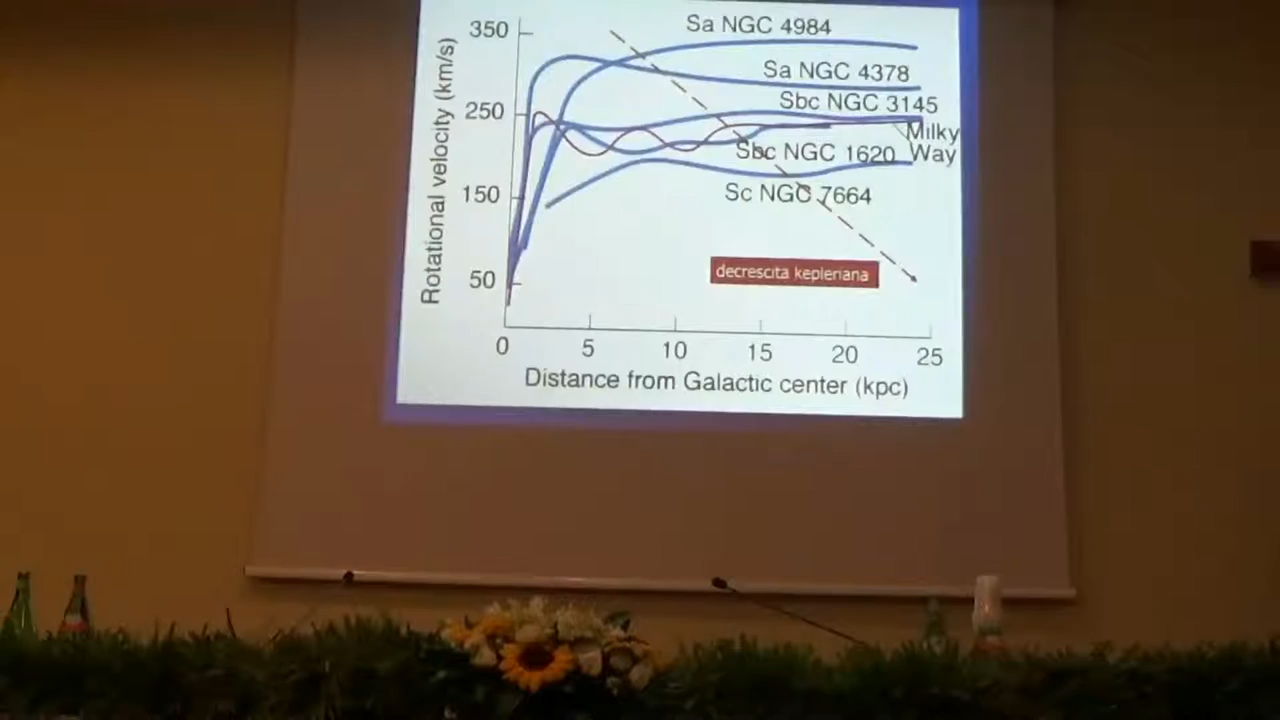 Sa NGC 4984
Sa NGC 4378
Sbc NGC 3145
Milky
Way
Sbc NGC 1620
Sc NGC 7664
decrescita kepleriana
Rotational velocity (km/s)
350
250
150
50
0 5 10 15 20 25
Distance from Galactic center (kpc)